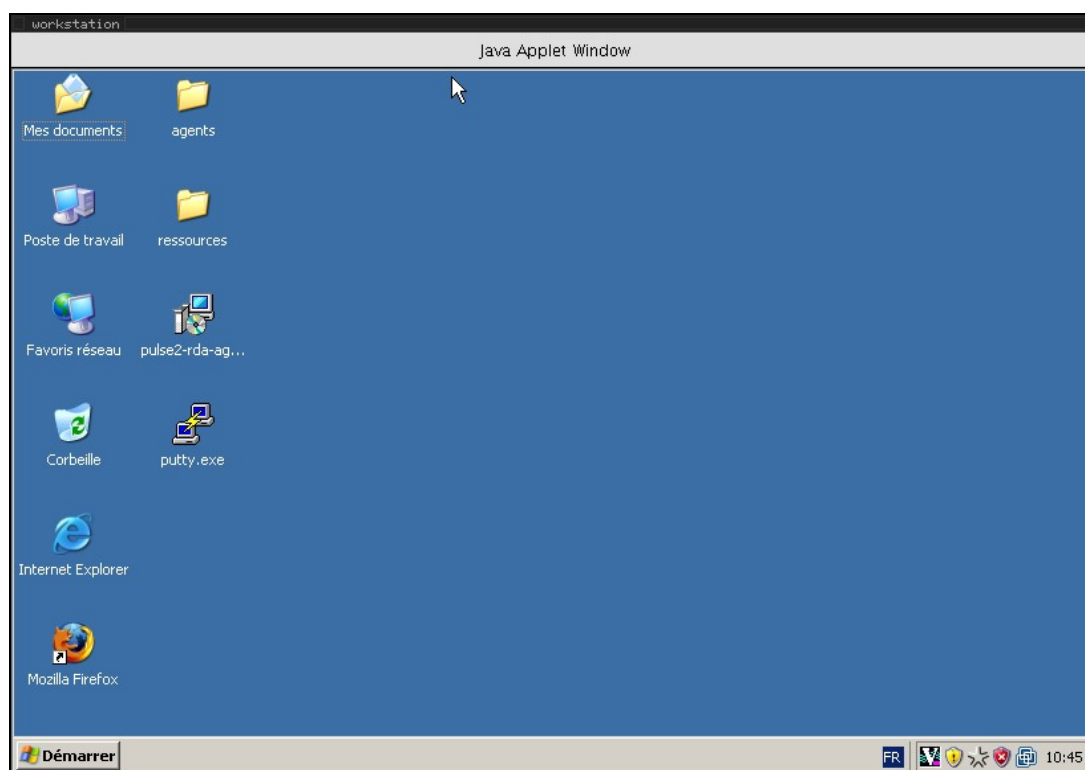 workstation
Java Applet Window
Mes documents
agents
Poste de travail
ressources
Favoris réseau
pulse2-rda-ag...
Corbeille
putty.exe
Internet Explorer
Mozilla Firefox
Démarrer
FR
10:45